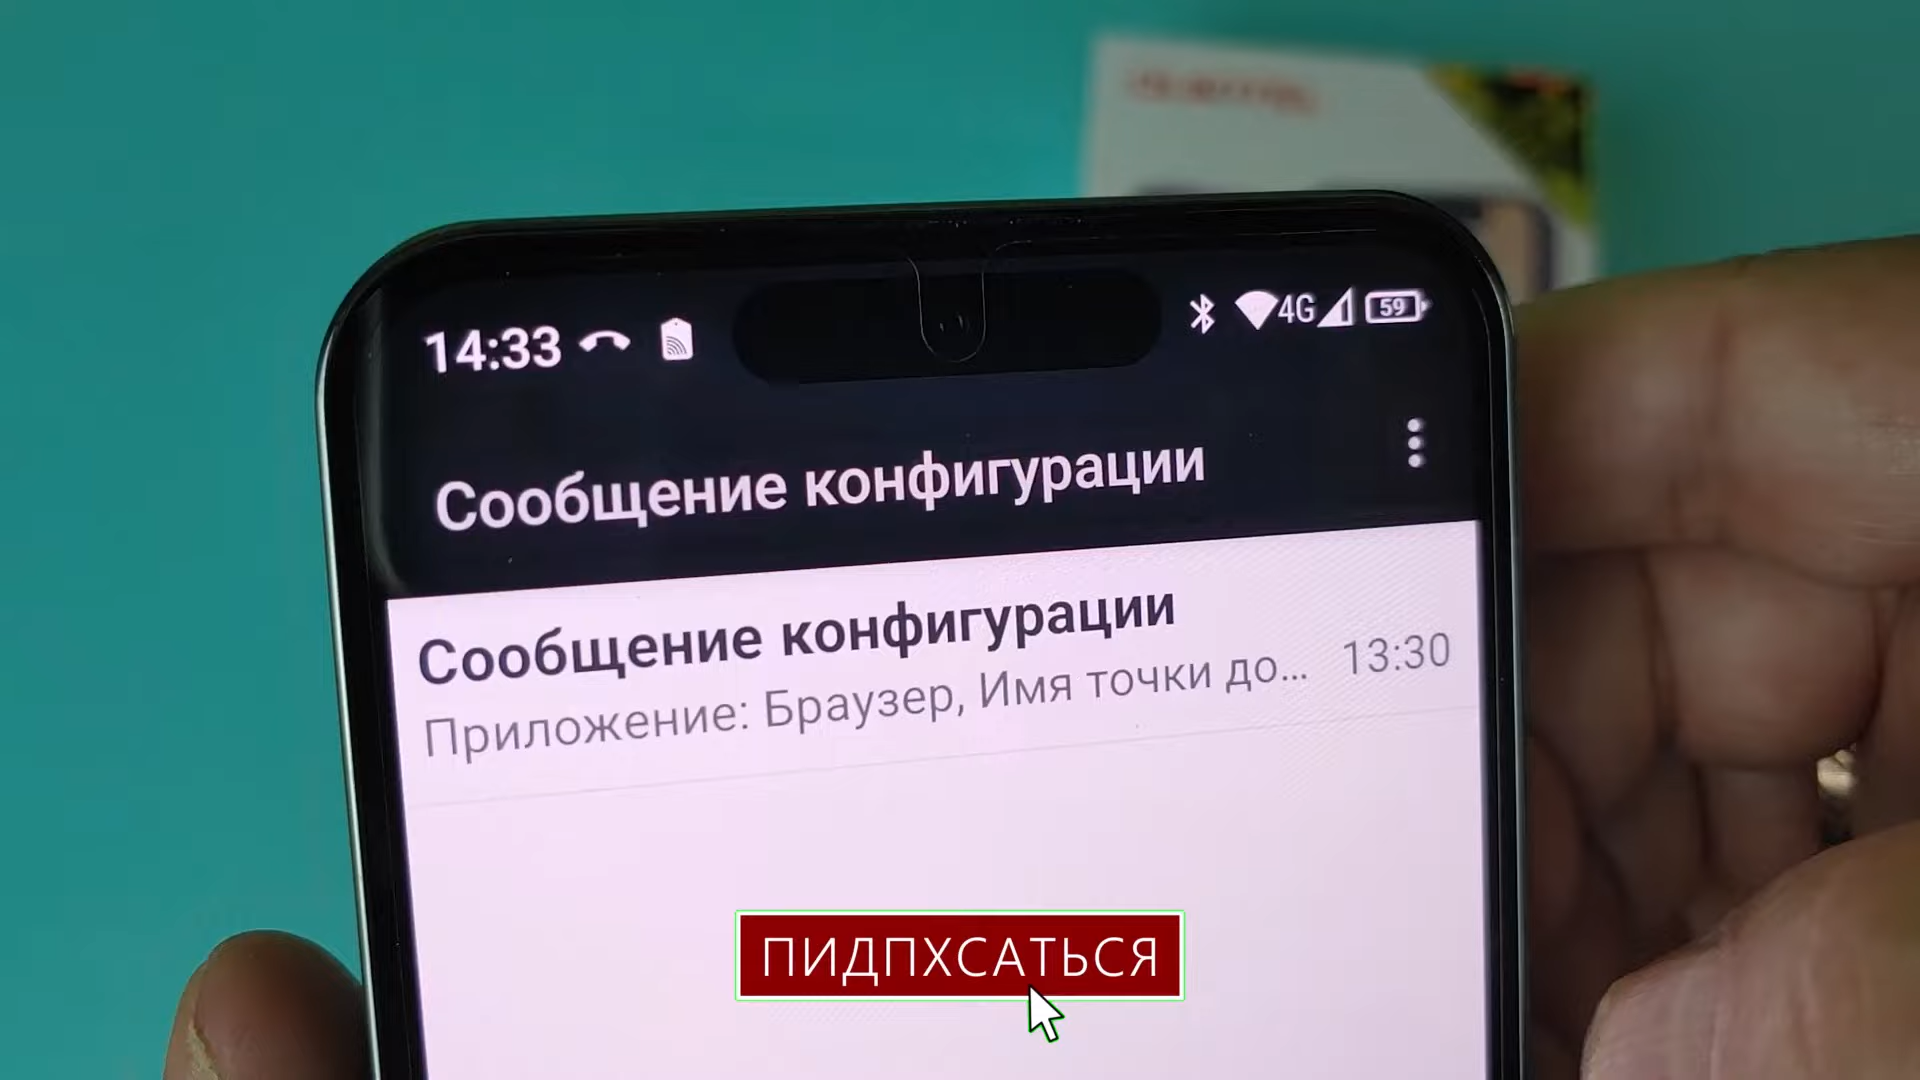 14:33
4G
59
Сообщение конфигурации
Сообщение конфигурации
Приложение: Браузер, Имя точки до...
13:30
ПИДПХСАТЬСЯ